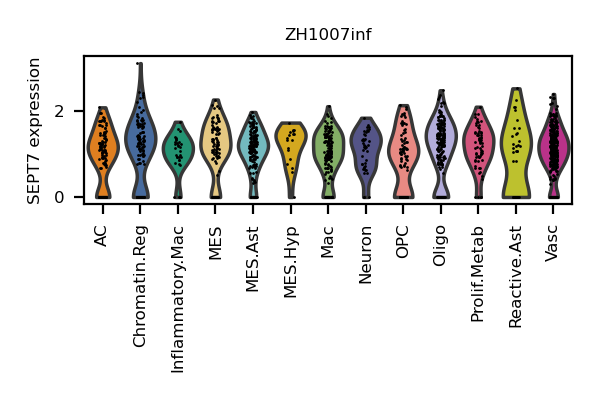 ZH1007inf
SEPT7 expression
2
0
AC
Chromatin.Reg
Inflammatory.Mac
MES
MES.Ast
MES.Hyp
Mac
Neuron
OPC
Oligo
Prolif.Metab
Reactive.Ast
Vasc